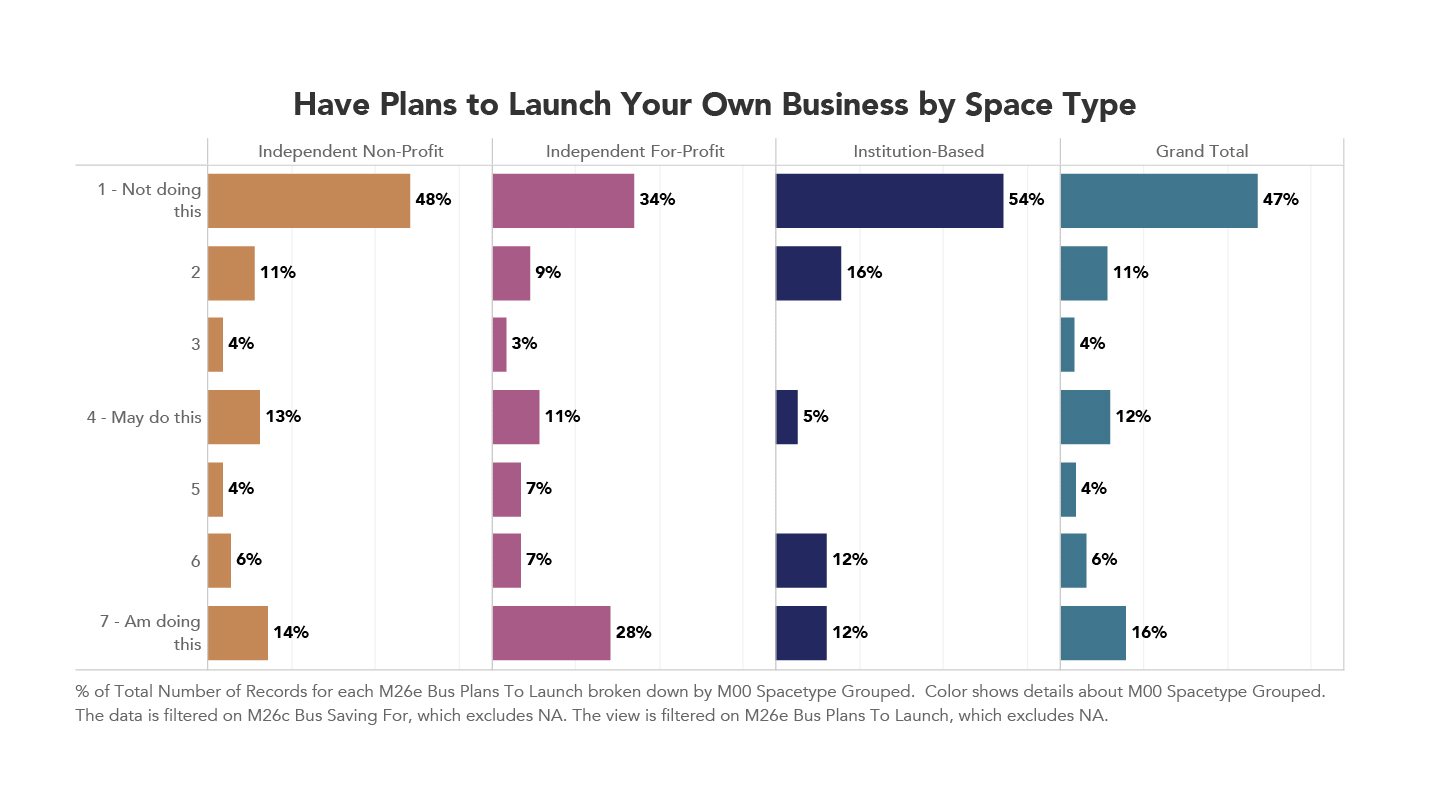 Have Plans to Launch Your Own Business by Space Type
Independent Non-Profit Independent For-Profit Institution-Based Grand Total
1 - Not doing
this
48% 34% 54% 47%
2 11% 9% 16% 11%
3 4% 3% 4%
4 - May do this 13% 11% 5% 12%
5 4% 7% 4%
6 6% 7% 12% 6%
7 - Am doing
this
14% 28% 12% 16%
% of Total Number of Records for each M26e Bus Plans To Launch broken down by M00 Spacetype Grouped.  Color shows details about M00 Spacetype Grouped.
The data is filtered on M26c Bus Saving For, which excludes NA. The view is filtered on M26e Bus Plans To Launch, which excludes NA.